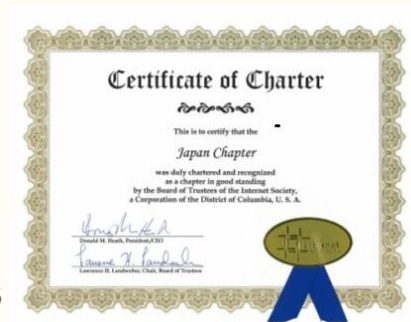 Certificate of Charter
This is to certify that the
Japan Chapter
was duly chartered and recognized
as a chapter in good standing
by the Board of Trustees of the Internet Society,
a Corporation of the District of Columbia, U. S. A.
Donald M. Heath, President/CEO
Lawrence H. Landweber, Chair, Board of Trustees